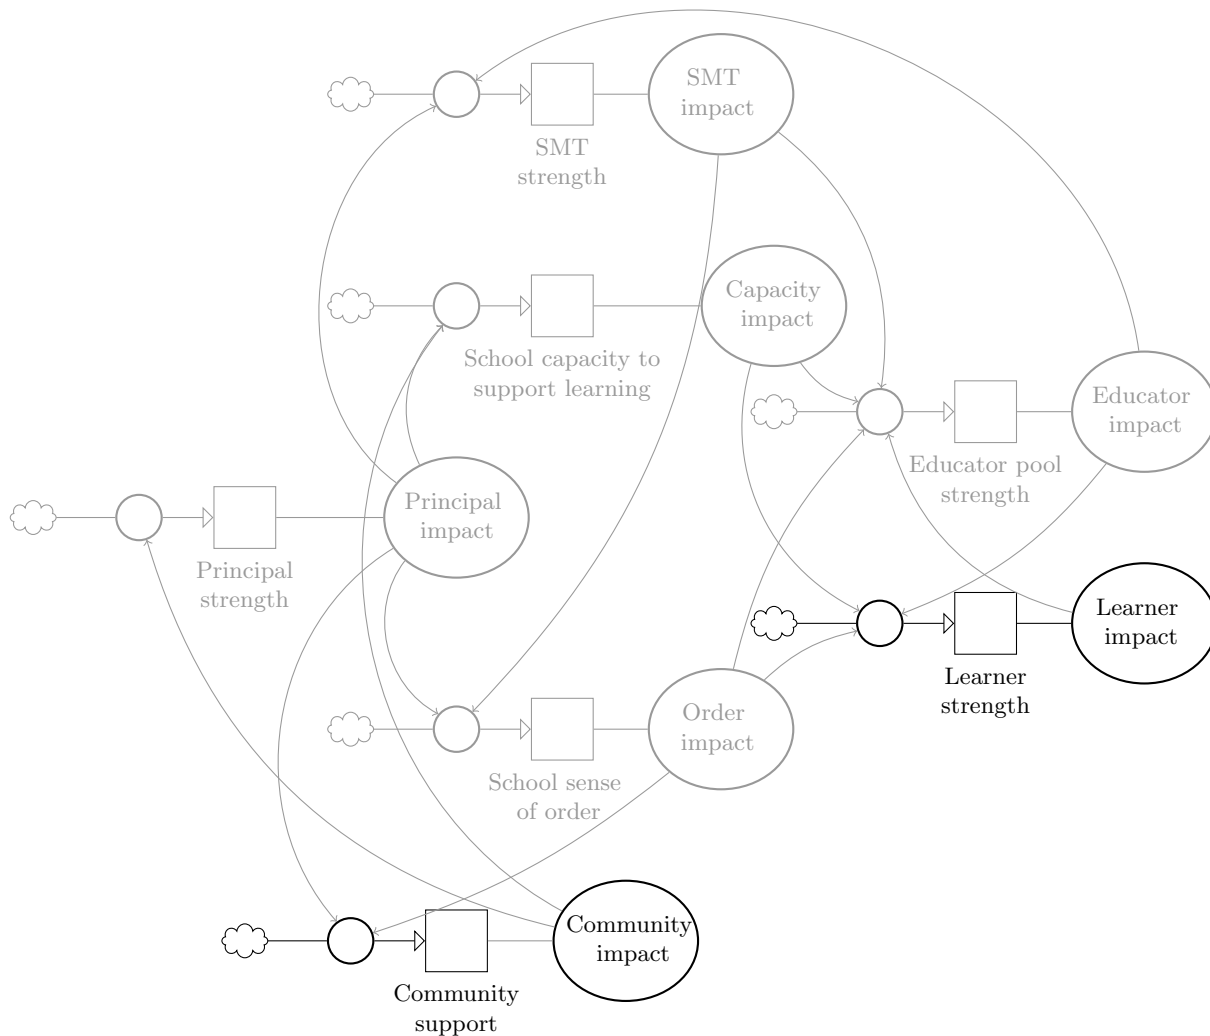 SMT
impact
SMT
strength
Capacity
impact
School capacity to
support learning
Educator
impact
Educator pool
strength
Principal
impact
Principal
strength
Learner
impact
Learner
strength
Order
impact
School sense
of order
Community
impact
Community
support